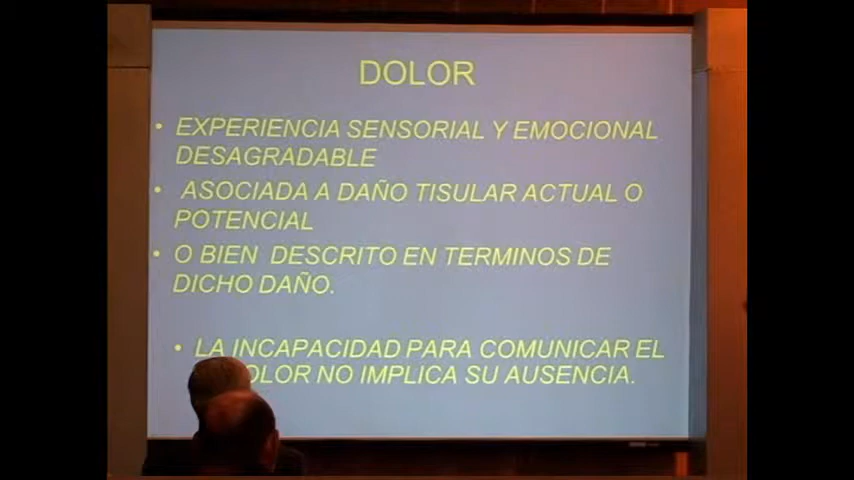 DOLOR
• EXPERIENCIA SENSORIAL Y EMOCIONAL
DESAGRADABLE
• ASOCIADA A DAÑO TISULAR ACTUAL O
POTENCIAL
• O BIEN DESCRITO EN TERMINOS DE
DICHO DAÑO.
• LA INCAPACIDAD PARA COMUNICAR EL
DOLOR NO IMPLICA SU AUSENCIA.